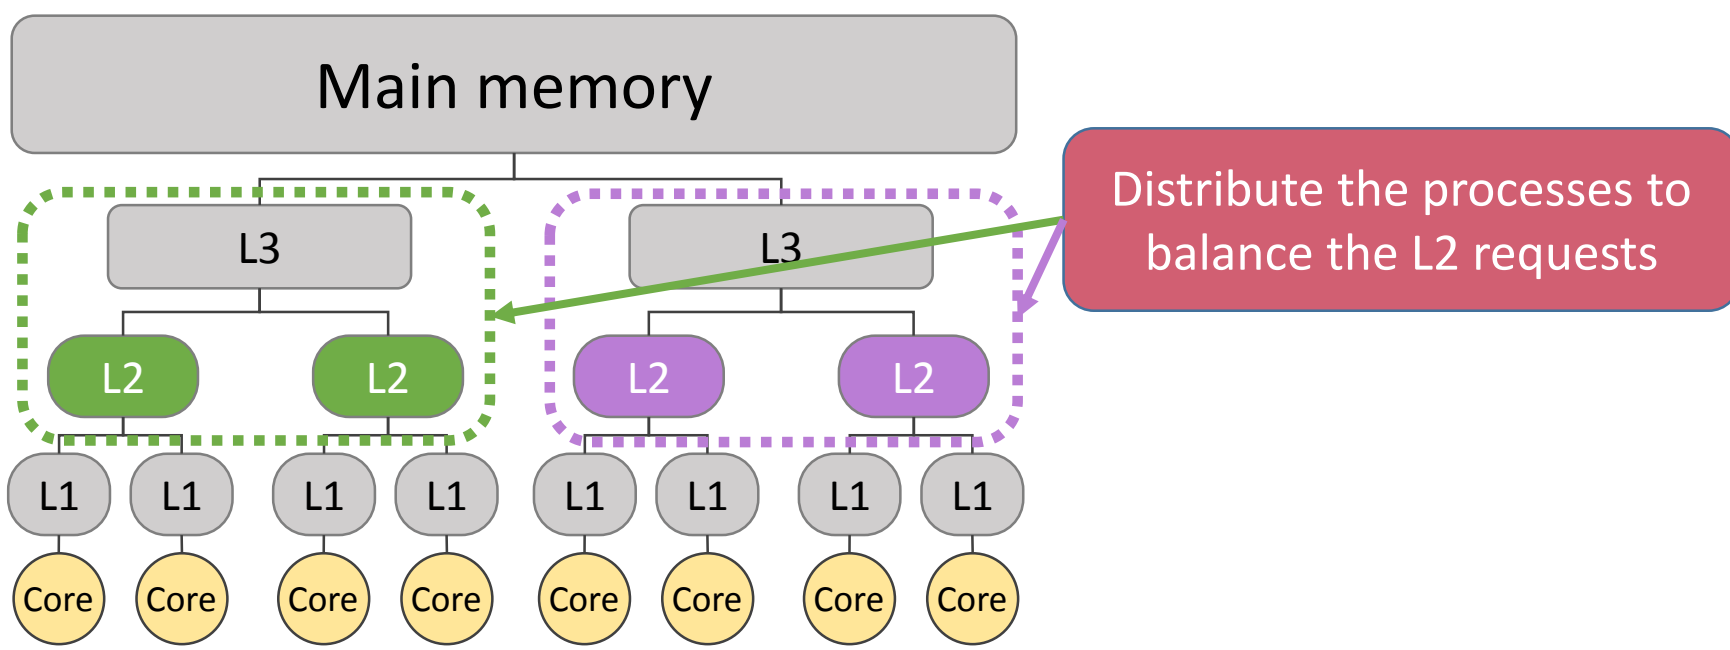 Main memory
Distribute the processes to
balance the L2 requests
L3 L3
L2 L2 L2 L2
L1 L1 L1 L1 L1 L1 L1 L1
Core Core Core Core Core Core Core Core